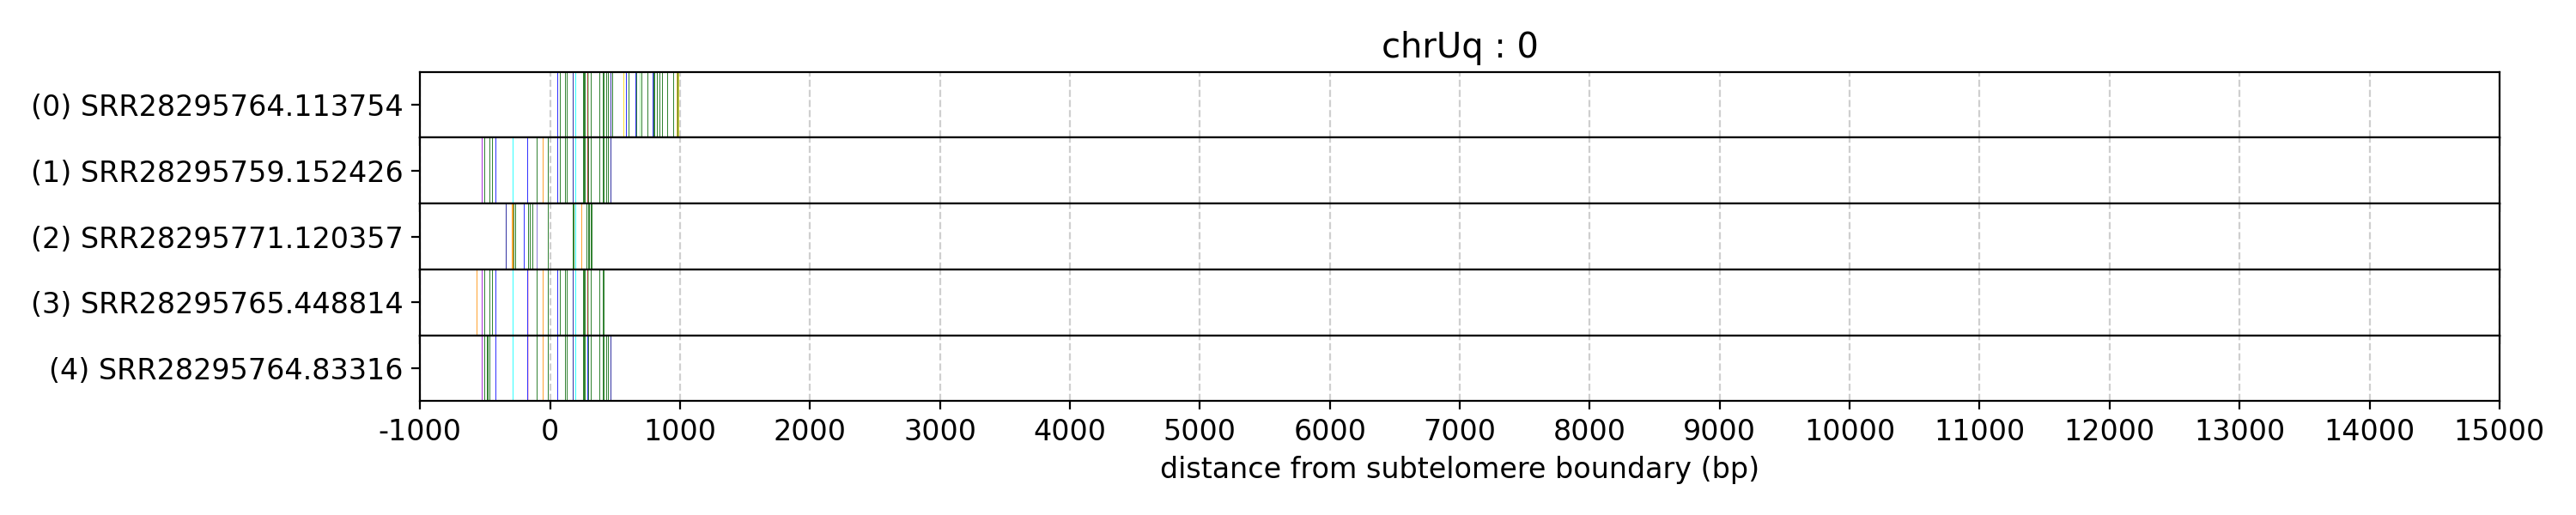 chrUq : 0
(0) SRR28295764.113754
(1) SRR28295759.152426
(2) SRR28295771.120357
(3) SRR28295765.448814
(4) SRR28295764.83316
-1000 0 1000 2000 3000 4000 5000 6000 7000 8000 9000 10000 11000 12000 13000 14000 15000
distance from subtelomere boundary (bp)